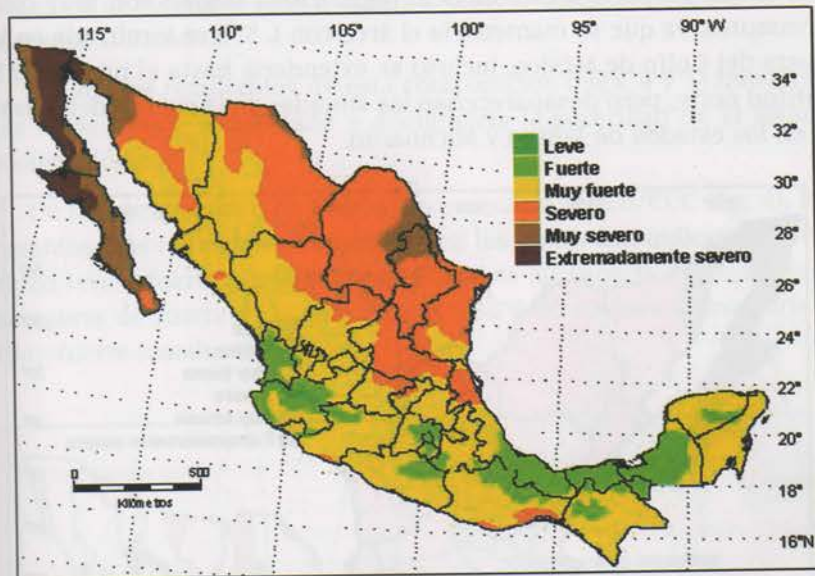 115° 110° 105° 100° 95° 90° W
34°
32°
Leve
Fuerte
30°
Muy fuerte
Severo
28°
Muy severo
Extremadamente severo
26°
24°
22°
20°
0 500
Kilómetros
18°
16°N